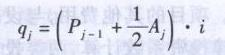 q_j = ( P_{j-1} + \frac{1}{2} A_j ) · i